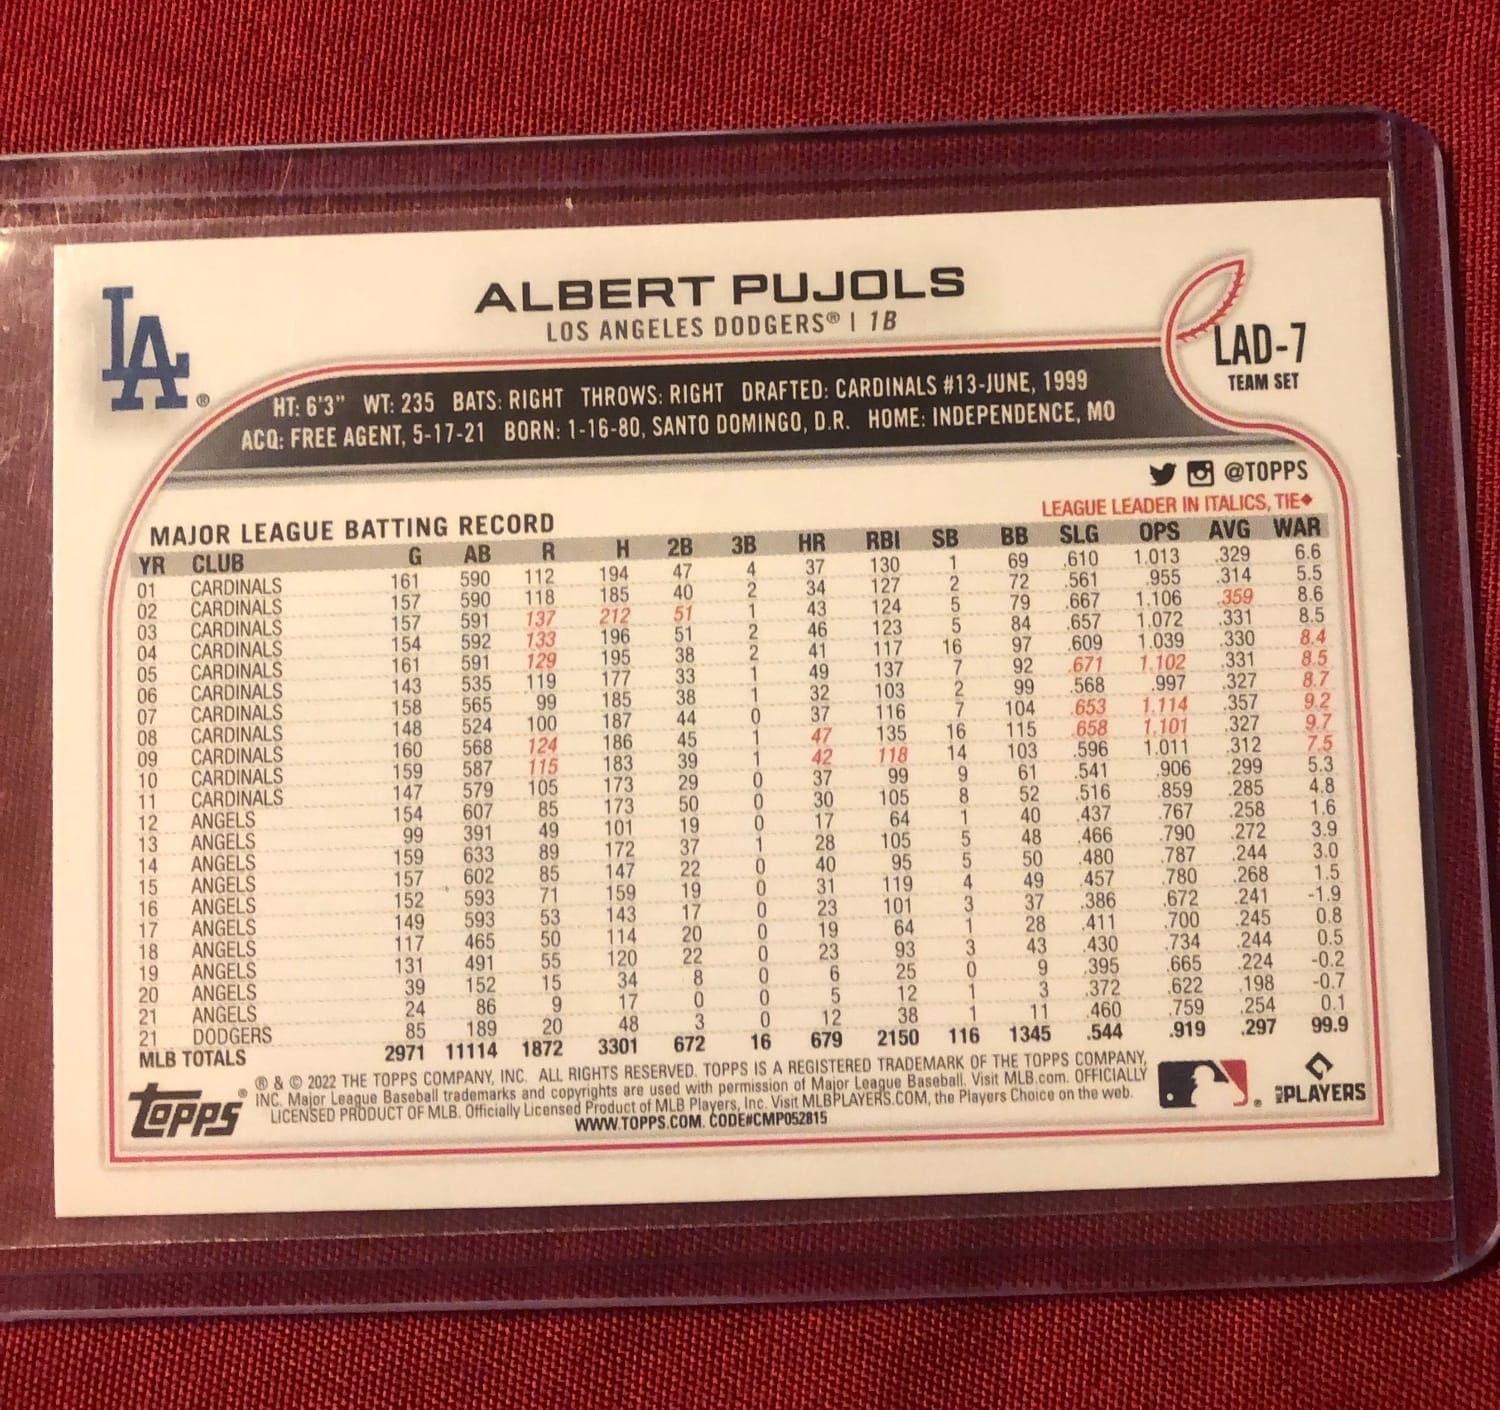 LA®
ALBERT PUJOLS
LOS ANGELES DODGERS® | 1B
LAD-7
TEAM SET
HT: 6'3" WT: 235 BATS: RIGHT THROWS: RIGHT DRAFTED: CARDINALS #13-JUNE, 1999
ACQ: FREE AGENT, 5-17-21 BORN: 1-16-80, SANTO DOMINGO, D.R. HOME: INDEPENDENCE, MO
@TOPPS
LEAGUE LEADER IN ITALICS, TIE◆
MAJOR LEAGUE BATTING RECORD
YR CLUB G AB R H 2B 3B HR RBI SB BB SLG OPS AVG WAR
01 CARDINALS 161 590 112 194 47 4 37 130 1 69 .610 1.013 .329 6.6
02 CARDINALS 157 590 118 185 40 2 34 127 2 72 .561 .955 .314 5.5
03 CARDINALS 157 591 137 212 51 1 43 124 5 79 .667 1.106 .359 8.6
04 CARDINALS 154 592 133 196 51 2 46 123 5 84 .657 1.072 .331 8.5
05 CARDINALS 161 591 129 195 38 2 41 117 16 97 .609 1.039 .330 8.4
06 CARDINALS 143 535 119 177 33 1 49 137 7 92 .671 1.102 .331 8.5
07 CARDINALS 158 565 99 185 38 1 32 103 2 99 .568 .997 .327 8.7
08 CARDINALS 148 524 100 187 44 0 37 116 7 104 .653 1.114 .357 9.2
09 CARDINALS 160 568 124 186 45 1 47 135 16 115 .658 1.101 .327 9.7
10 CARDINALS 159 587 115 183 39 1 42 118 14 103 .596 1.011 .312 7.5
11 CARDINALS 147 579 105 173 29 0 37 99 9 61 .541 .906 .299 5.3
12 ANGELS 154 607 85 173 50 0 30 105 8 52 .516 .859 .285 4.8
13 ANGELS 99 391 49 101 19 0 17 64 1 40 .437 .767 .258 1.6
14 ANGELS 159 633 89 172 37 1 28 105 5 48 .466 .790 .272 3.9
15 ANGELS 157 602 85 147 22 0 40 95 5 50 .480 .787 .244 3.0
16 ANGELS 152 593 71 159 19 0 31 119 4 49 .457 .780 .268 1.5
17 ANGELS 149 593 53 143 17 0 23 101 3 37 .386 .672 .241 -1.9
18 ANGELS 117 465 50 114 20 0 19 64 1 28 .411 .700 .245 0.8
19 ANGELS 131 491 55 120 22 0 23 93 3 43 .430 .734 .244 0.5
20 ANGELS 39 152 15 34 8 0 6 25 0 9 .395 .665 .224 -0.2
21 ANGELS 24 86 9 17 0 0 5 12 1 3 .372 .622 .198 -0.7
21 DODGERS 85 189 20 48 3 0 12 38 1 11 .460 .759 .254 0.1
MLB TOTALS 2971 11114 1872 3301 672 16 679 2150 116 1345 .544 .919 .297 99.9
TOPPS®
® & © 2022 THE TOPPS COMPANY, INC. ALL RIGHTS RESERVED. TOPPS IS A REGISTERED TRADEMARK OF THE TOPPS COMPANY,
INC. Major League Baseball trademarks and copyrights are used with permission of Major League Baseball. Visit MLB.com. OFFICIALLY
LICENSED PRODUCT OF MLB. Officially Licensed Product of MLB Players, Inc. Visit MLBPLAYERS.COM, the Players Choice on the web.
WWW.TOPPS.COM. CODE#CMP052815
MLB PLAYERS